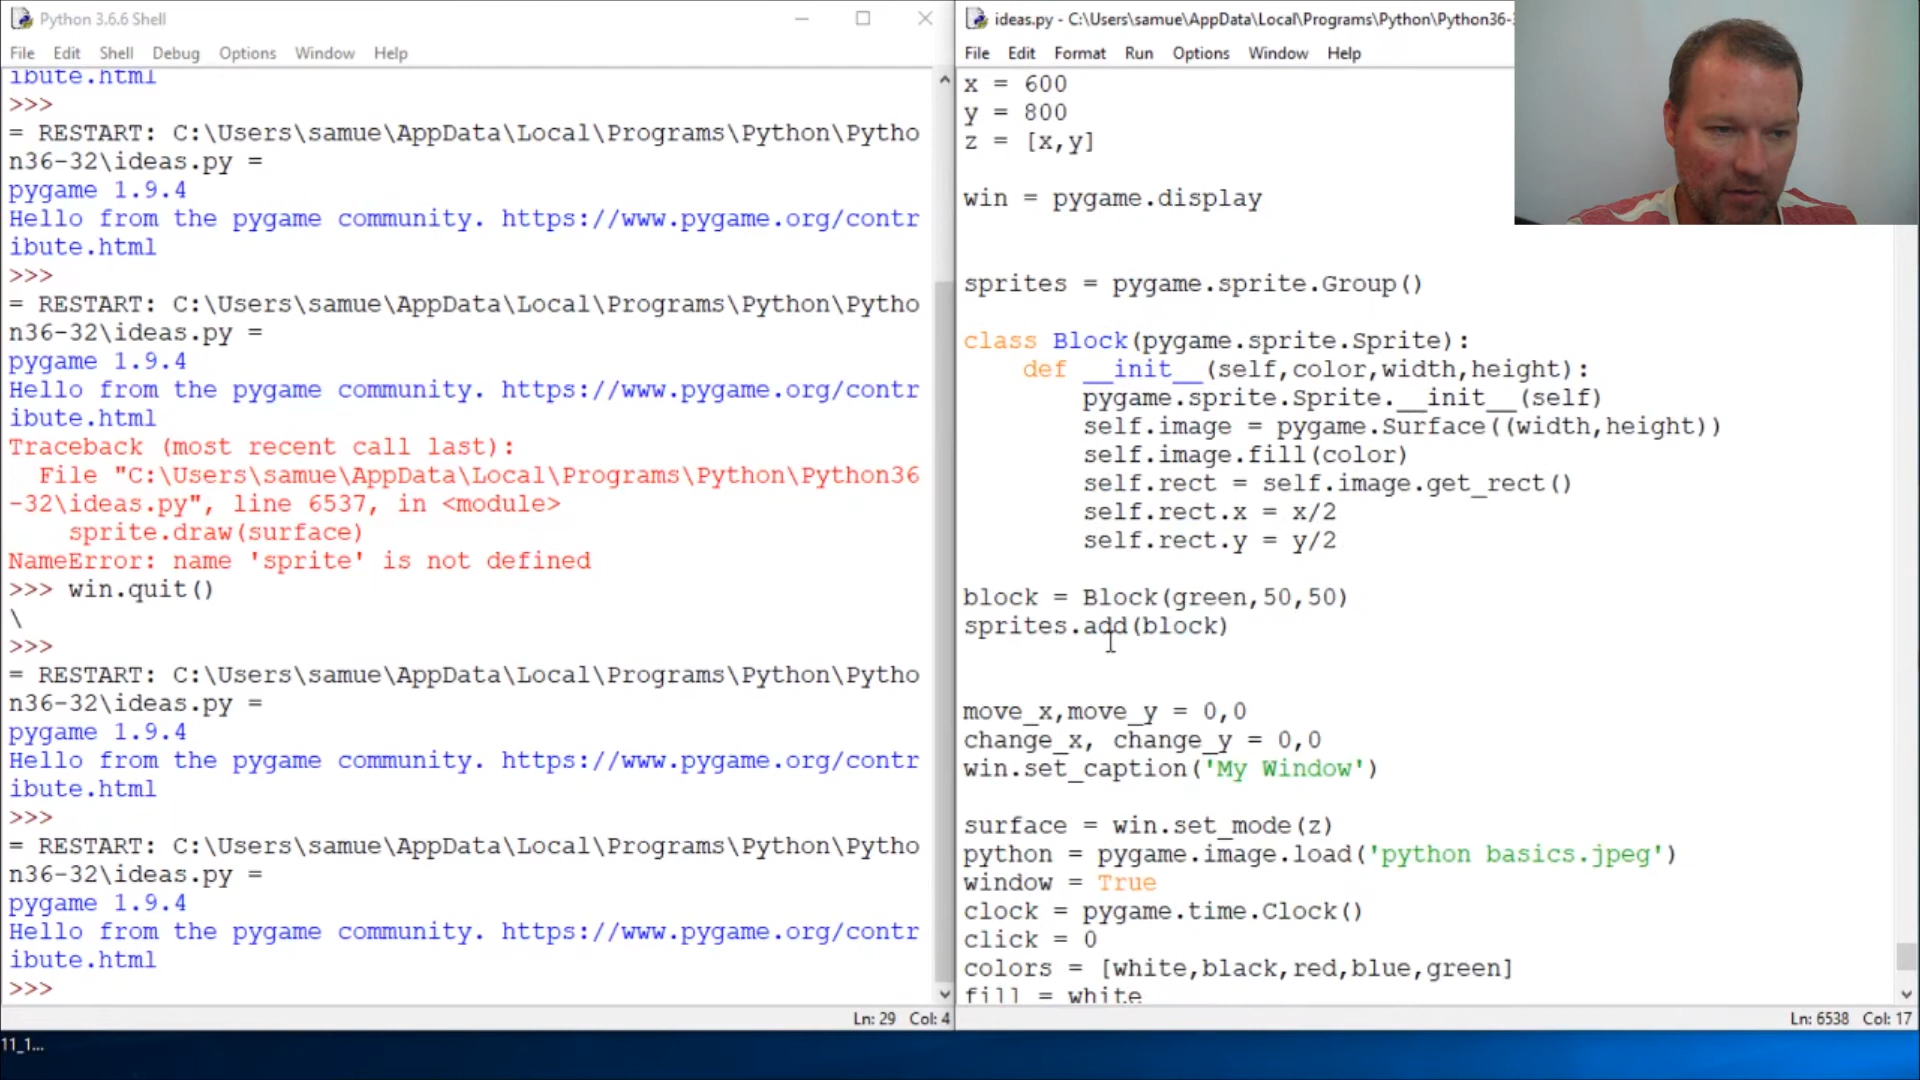 Python 3.6.6 Shell
File Edit Shell Debug Options Window Help
ibute.html
>>>
= RESTART: C:\Users\samue\AppData\Local\Programs\Python\Pytho
n36-32\ideas.py =
pygame 1.9.4
Hello from the pygame community. https://www.pygame.org/contr
ibute.html
>>>
= RESTART: C:\Users\samue\AppData\Local\Programs\Python\Pytho
n36-32\ideas.py =
pygame 1.9.4
Hello from the pygame community. https://www.pygame.org/contr
ibute.html
Traceback (most recent call last):
  File "C:\Users\samue\AppData\Local\Programs\Python\Python36
-32\ideas.py", line 6537, in <module>
    sprite.draw(surface)
NameError: name 'sprite' is not defined
>>> win.quit()
\
>>>
= RESTART: C:\Users\samue\AppData\Local\Programs\Python\Pytho
n36-32\ideas.py =
pygame 1.9.4
Hello from the pygame community. https://www.pygame.org/contr
ibute.html
>>>
= RESTART: C:\Users\samue\AppData\Local\Programs\Python\Pytho
n36-32\ideas.py =
pygame 1.9.4
Hello from the pygame community. https://www.pygame.org/contr
ibute.html
>>>
Ln: 29 Col: 4
ideas.py - C:\Users\samue\AppData\Local\Programs\Python\Python36-
File Edit Format Run Options Window Help
x = 600
y = 800
z = [x,y]
win = pygame.display
sprites = pygame.sprite.Group()
class Block(pygame.sprite.Sprite):
    def __init__(self,color,width,height):
        pygame.sprite.Sprite.__init__(self)
        self.image = pygame.Surface((width,height))
        self.image.fill(color)
        self.rect = self.image.get_rect()
        self.rect.x = x/2
        self.rect.y = y/2
block = Block(green,50,50)
sprites.add(block)
move_x,move_y = 0,0
change_x, change_y = 0,0
win.set_caption('My Window')
surface = win.set_mode(z)
python = pygame.image.load('python basics.jpeg')
window = True
clock = pygame.time.Clock()
click = 0
colors = [white,black,red,blue,green]
fill = white
Ln: 6538 Col: 17
11_1...